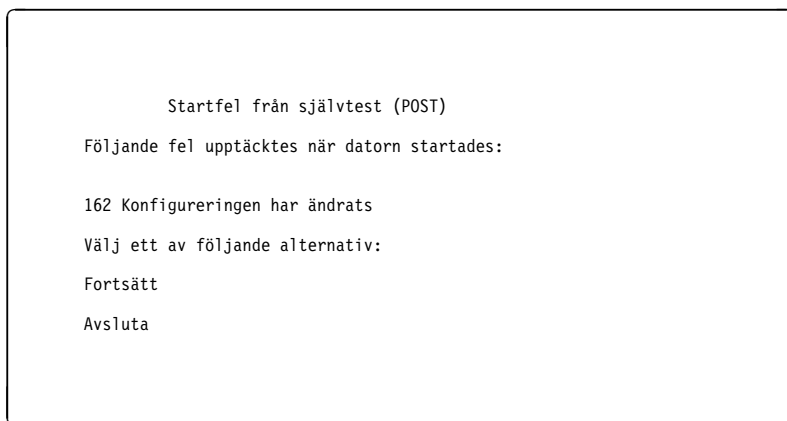 Startfel från självtest (POST)
Följande fel upptäcktes när datorn startades:
162 Konfigureringen har ändrats
Välj ett av följande alternativ:
Fortsätt
Avsluta